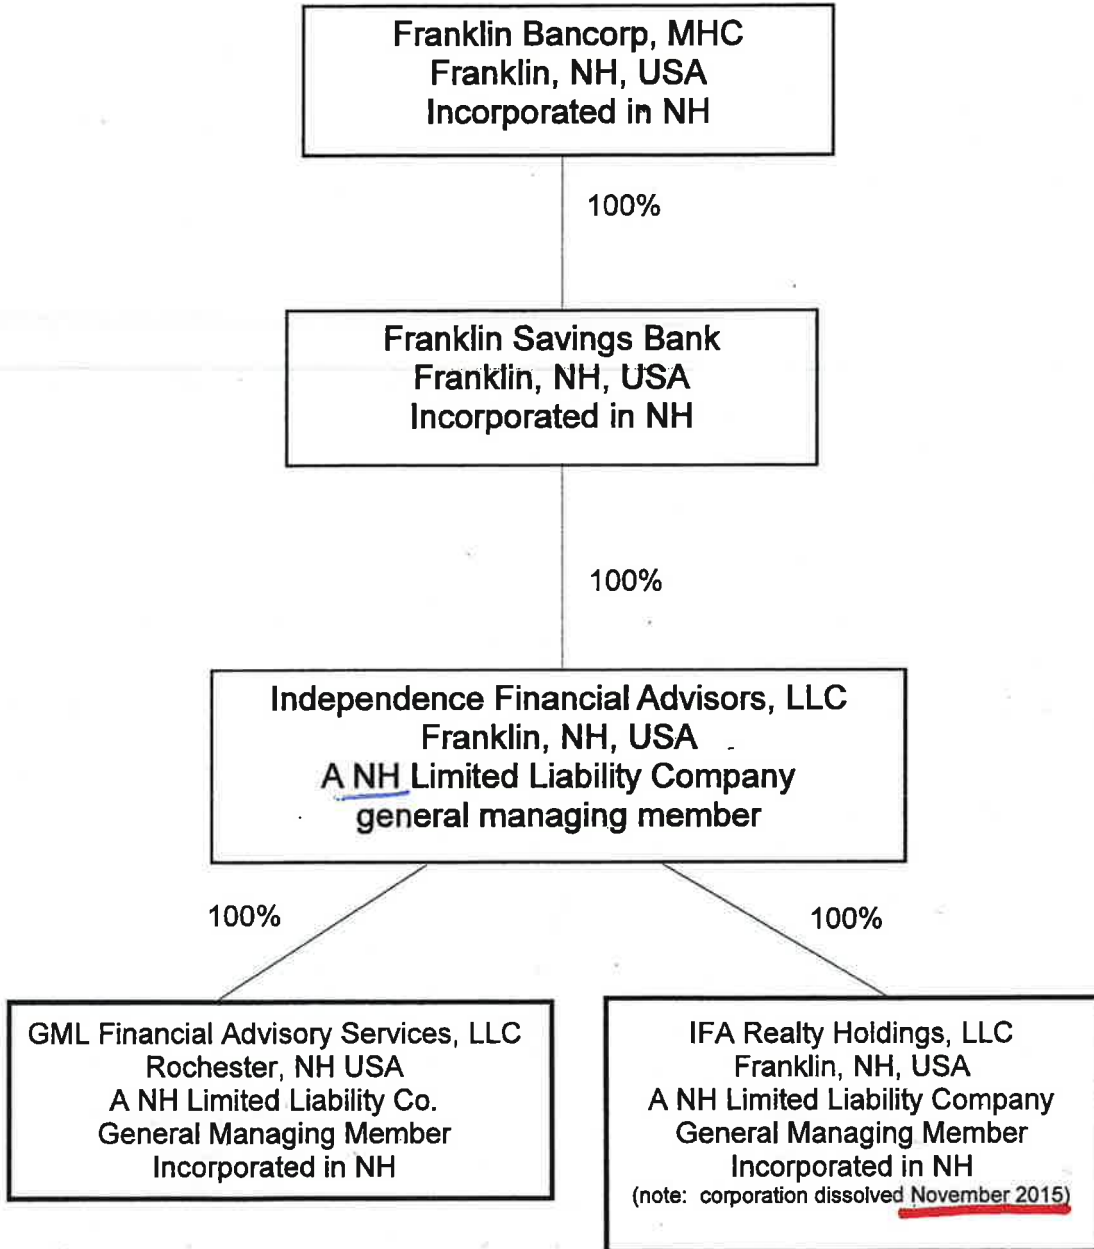 Franklin Bancorp, MHC
Franklin, NH, USA
Incorporated in NH
100%
Franklin Savings Bank
Franklin, NH, USA
Incorporated in NH
100%
Independence Financial Advisors, LLC
Franklin, NH, USA
A NH Limited Liability Company
general managing member
100%
100%
GML Financial Advisory Services, LLC
Rochester, NH USA
A NH Limited Liability Co.
General Managing Member
Incorporated in NH
IFA Realty Holdings, LLC
Franklin, NH, USA
A NH Limited Liability Company
General Managing Member
Incorporated in NH
(note: corporation dissolved November 2015)